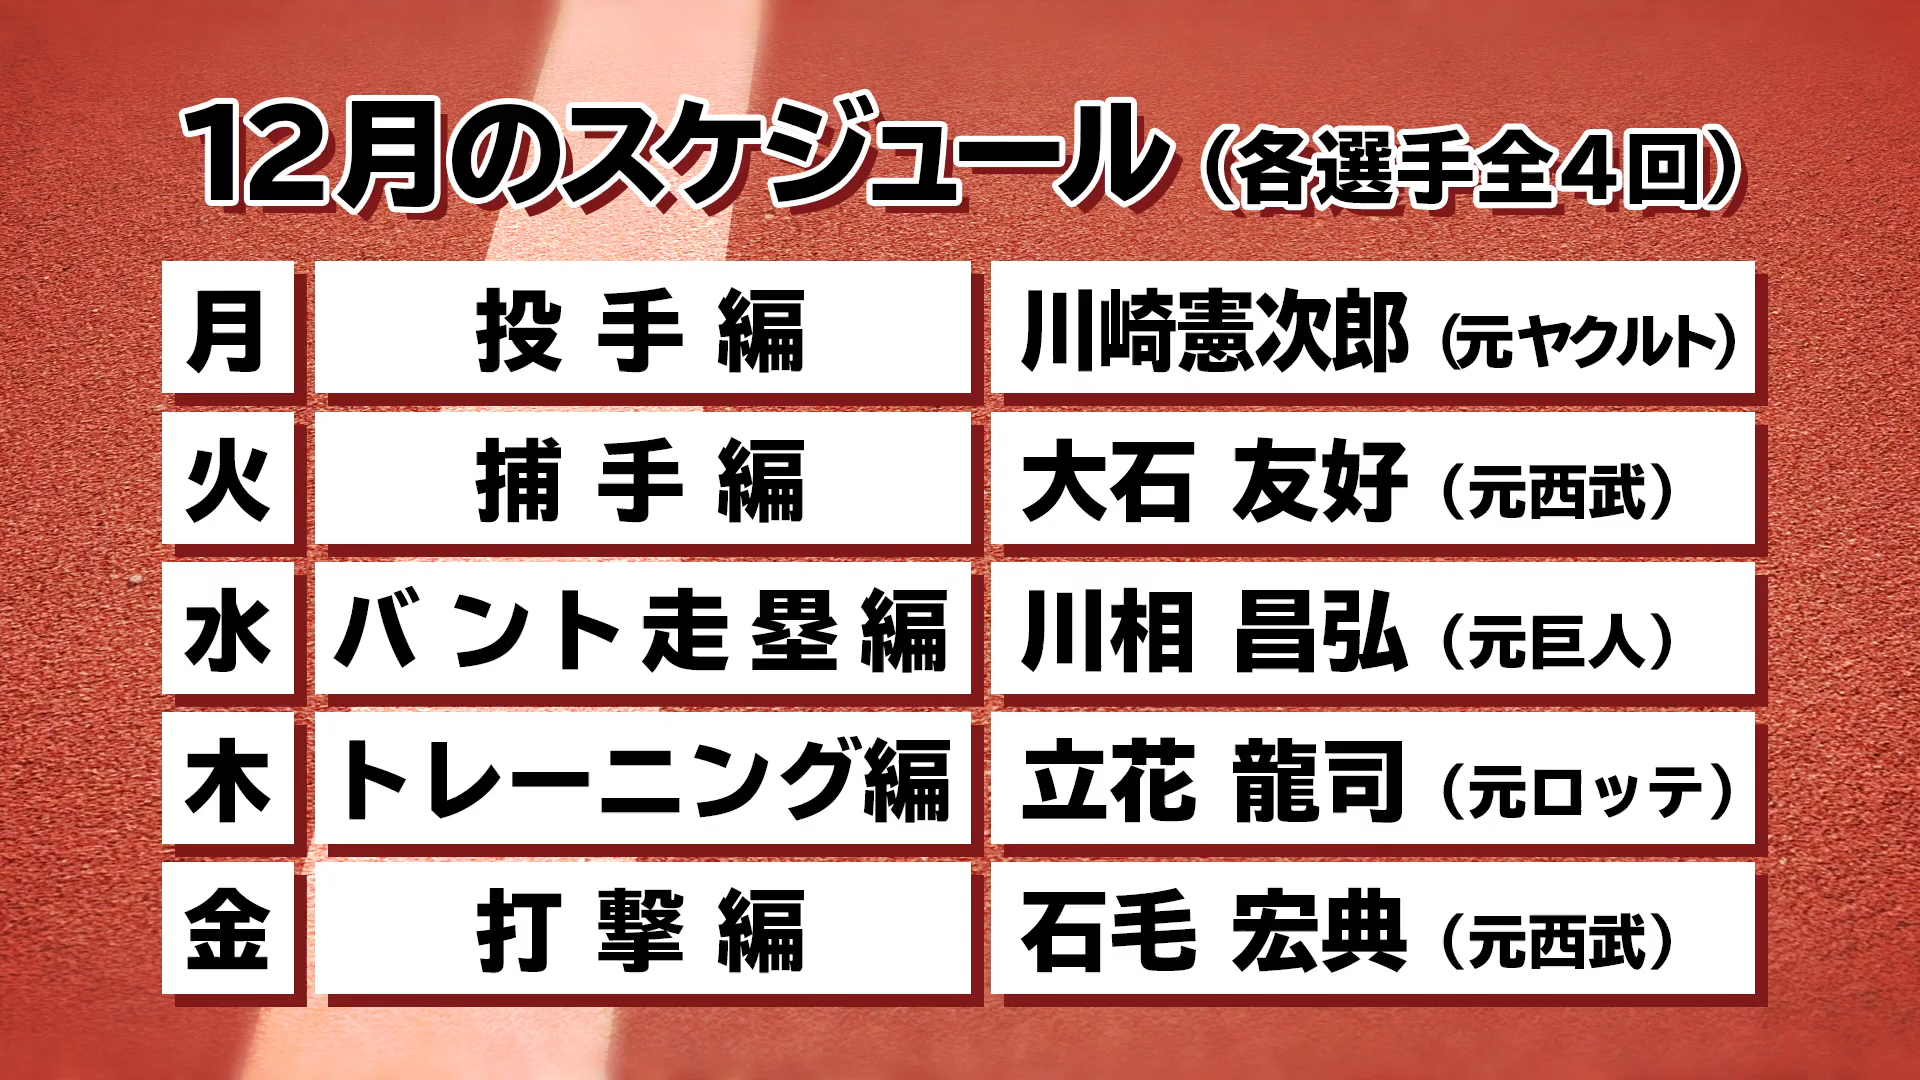 12月のスケジュール（各選手全4回）
月 投手編 川崎憲次郎（元ヤクルト）
火 捕手編 大石 友好（元西武）
水 バント走塁編 川相 昌弘（元巨人）
木 トレーニング編 立花 龍司（元ロッテ）
金 打撃編 石毛 宏典（元西武）